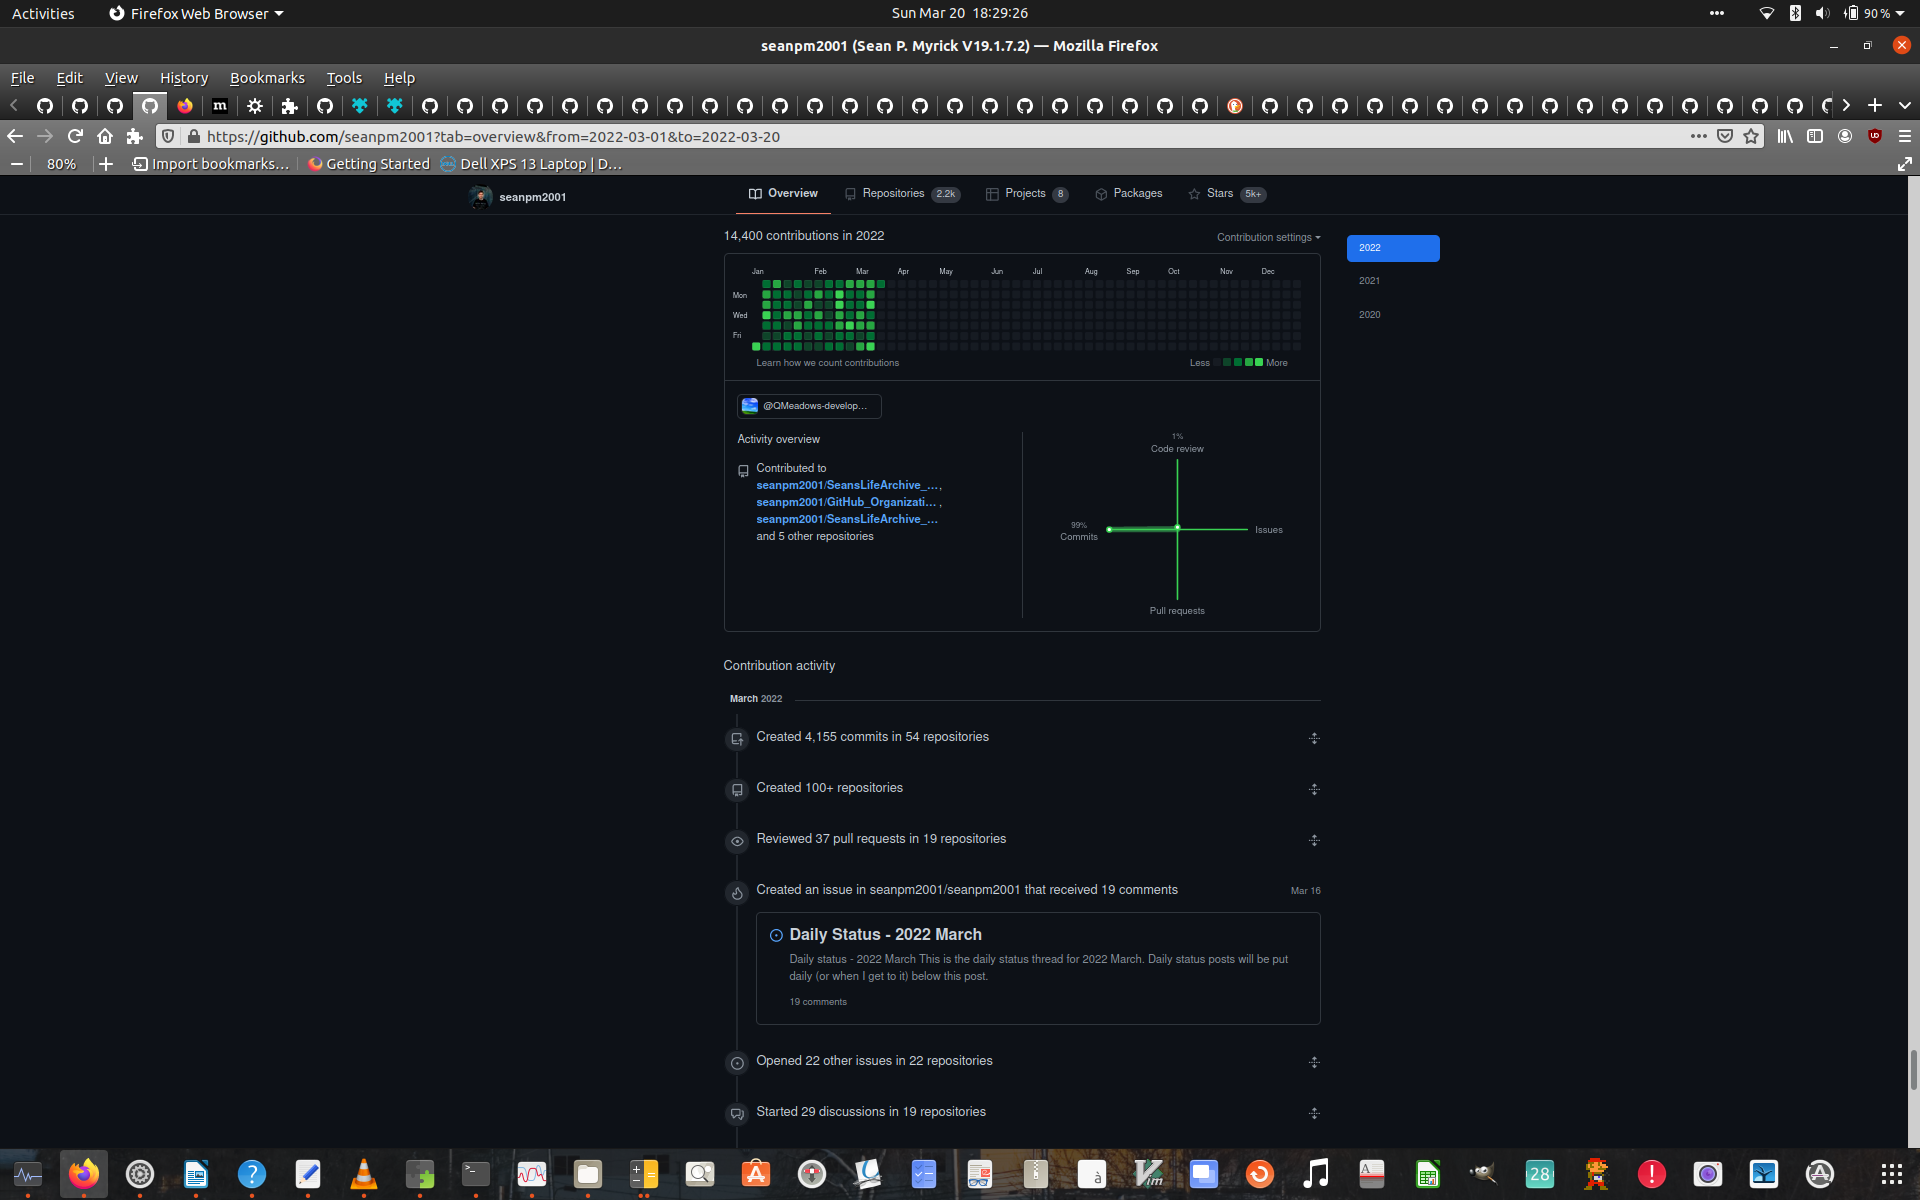 Activities
Firefox Web Browser
Sun Mar 20 18:29:26
90 %
seanpm2001 (Sean P. Myrick V19.1.7.2) — Mozilla Firefox
File Edit View History Bookmarks Tools Help
https://github.com/seanpm2001?tab=overview&from=2022-03-01&to=2022-03-20
80%
Import bookmarks...
Getting Started
Dell XPS 13 Laptop | D...
seanpm2001
Overview
Repositories 2.2k
Projects 8
Packages
Stars 5k+
14,400 contributions in 2022
Contribution settings
2022
2021
2020
Jan Feb Mar Apr May Jun Jul Aug Sep Oct Nov Dec
Mon
Wed
Fri
Learn how we count contributions
Less More
@QMeadows-develop...
Activity overview
Contributed to
seanpm2001/SeansLifeArchive_...,
seanpm2001/GitHub_Organizati... ,
seanpm2001/SeansLifeArchive_...
and 5 other repositories
1%
Code review
99%
Commits
Issues
Pull requests
Contribution activity
March 2022
Created 4,155 commits in 54 repositories
Created 100+ repositories
Reviewed 37 pull requests in 19 repositories
Created an issue in seanpm2001/seanpm2001 that received 19 comments
Mar 16
Daily Status - 2022 March
Daily status - 2022 March This is the daily status thread for 2022 March. Daily status posts will be put
daily (or when I get to it) below this post.
19 comments
Opened 22 other issues in 22 repositories
Started 29 discussions in 19 repositories
28